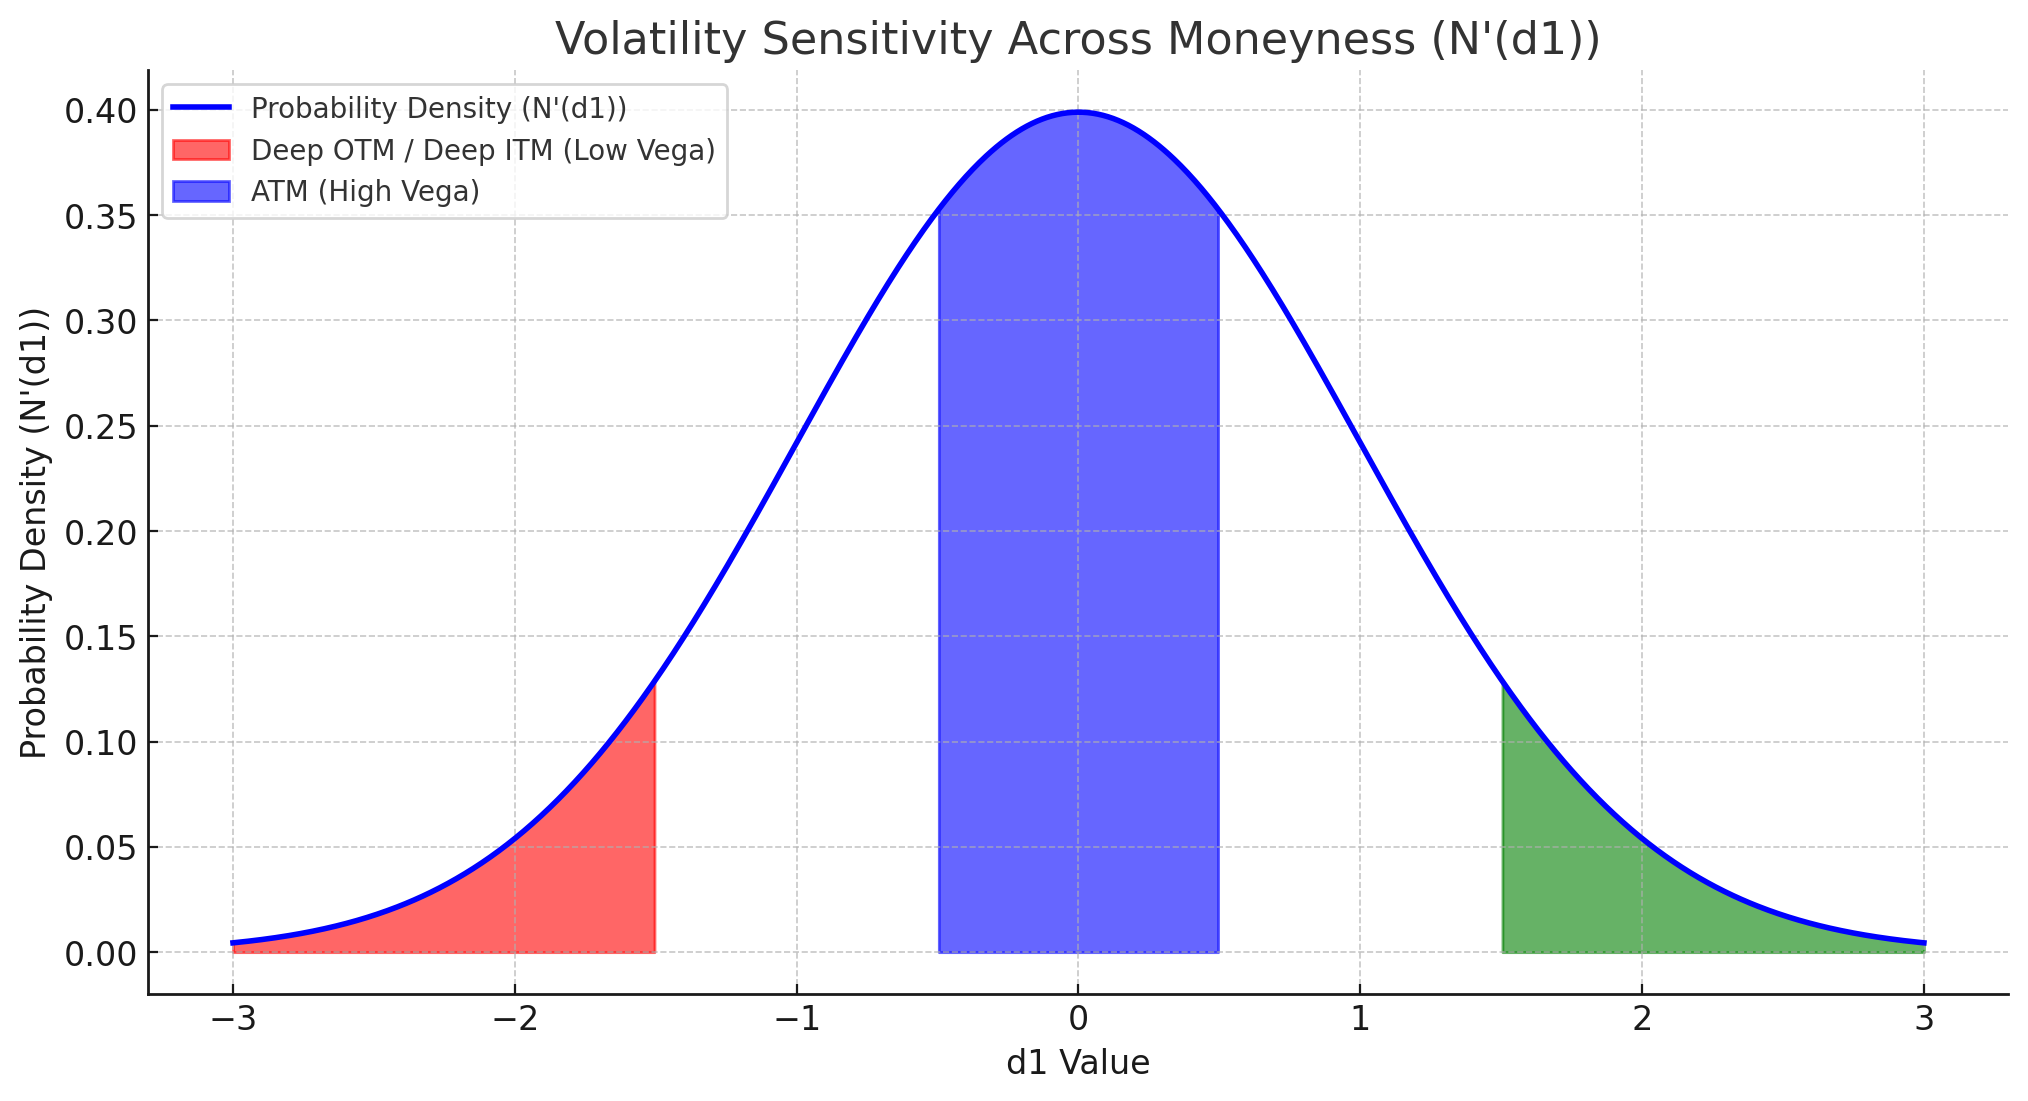 Volatility Sensitivity Across Moneyness (N'(d1))
Probability Density (N'(d1))
Deep OTM / Deep ITM (Low Vega)
ATM (High Vega)
Probability Density (N'(d1))
0.40
0.35
0.30
0.25
0.20
0.15
0.10
0.05
0.00
−3 −2 −1 0 1 2 3
d1 Value